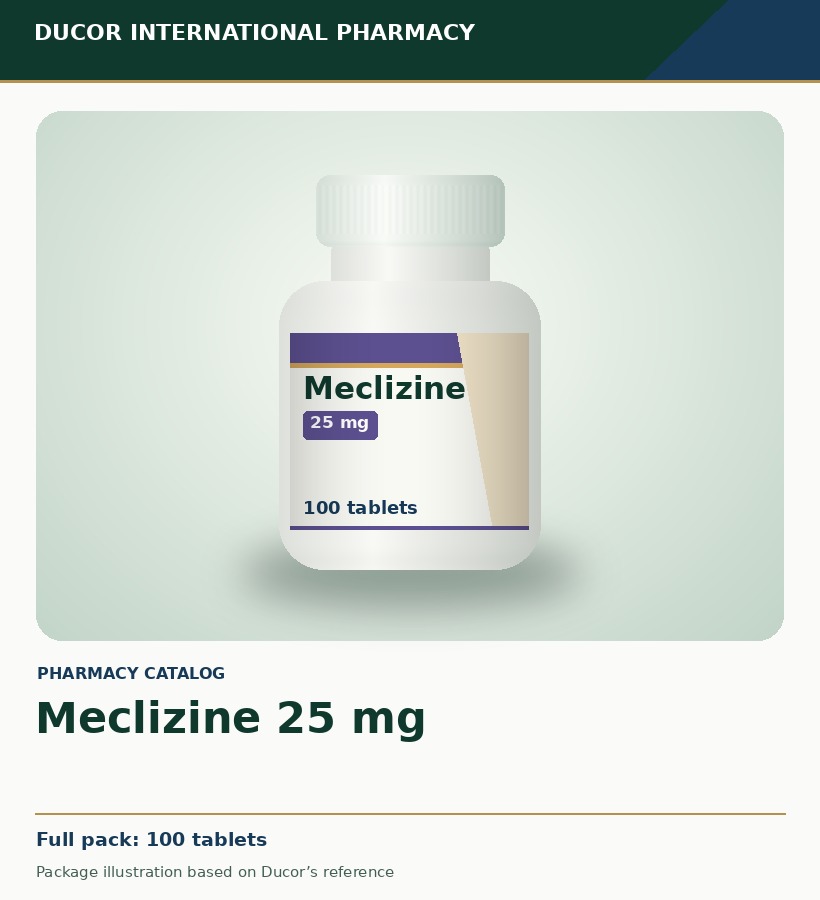 DUCOR INTERNATIONAL PHARMACY
Meclizine
25 mg
100 tablets
PHARMACY CATALOG
Meclizine 25 mg
Full pack: 100 tablets
Package illustration based on Ducor’s reference